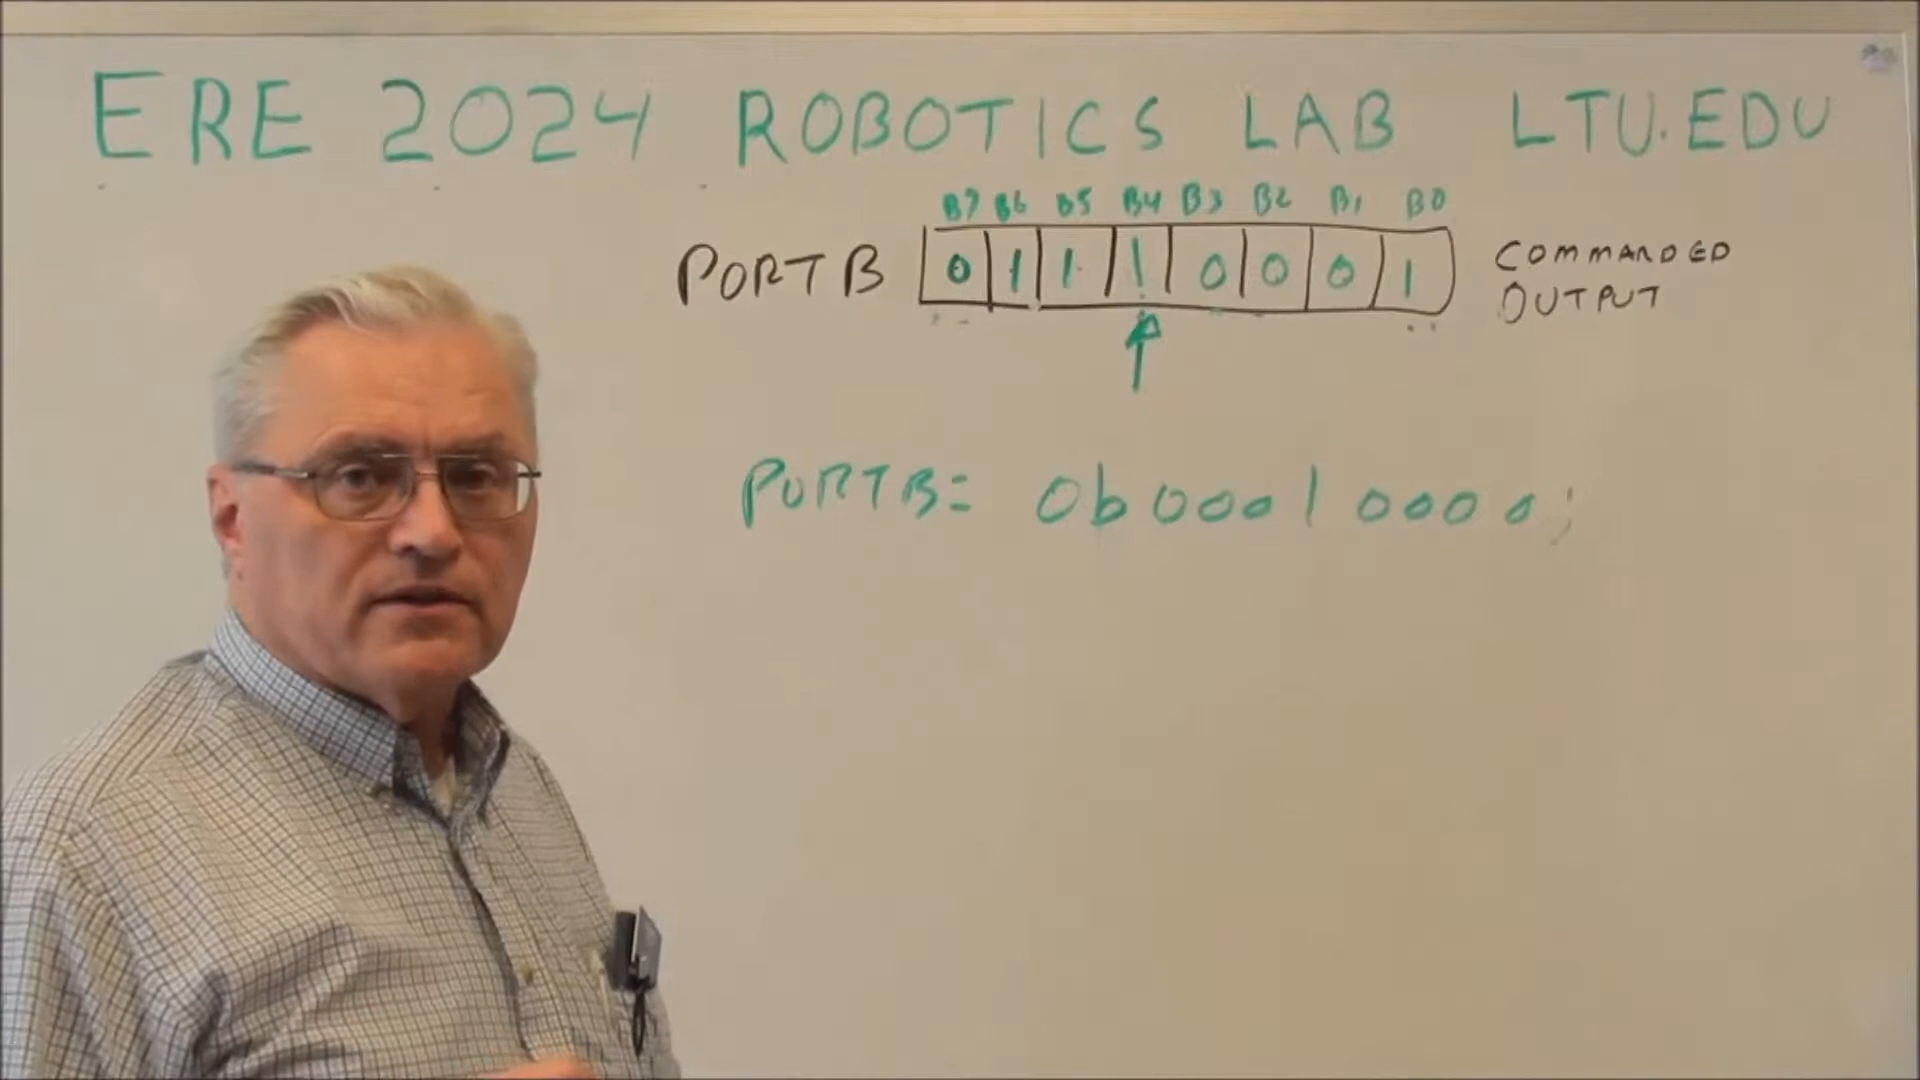 ERE 2024 ROBOTICS LAB LTU.EDU
B7 B6 B5 B4 B3 B2 B1 B0
PORTB 0 1 1 1 0 0 0 1 COMMANDED
OUTPUT
PORTB= 0b00010000;